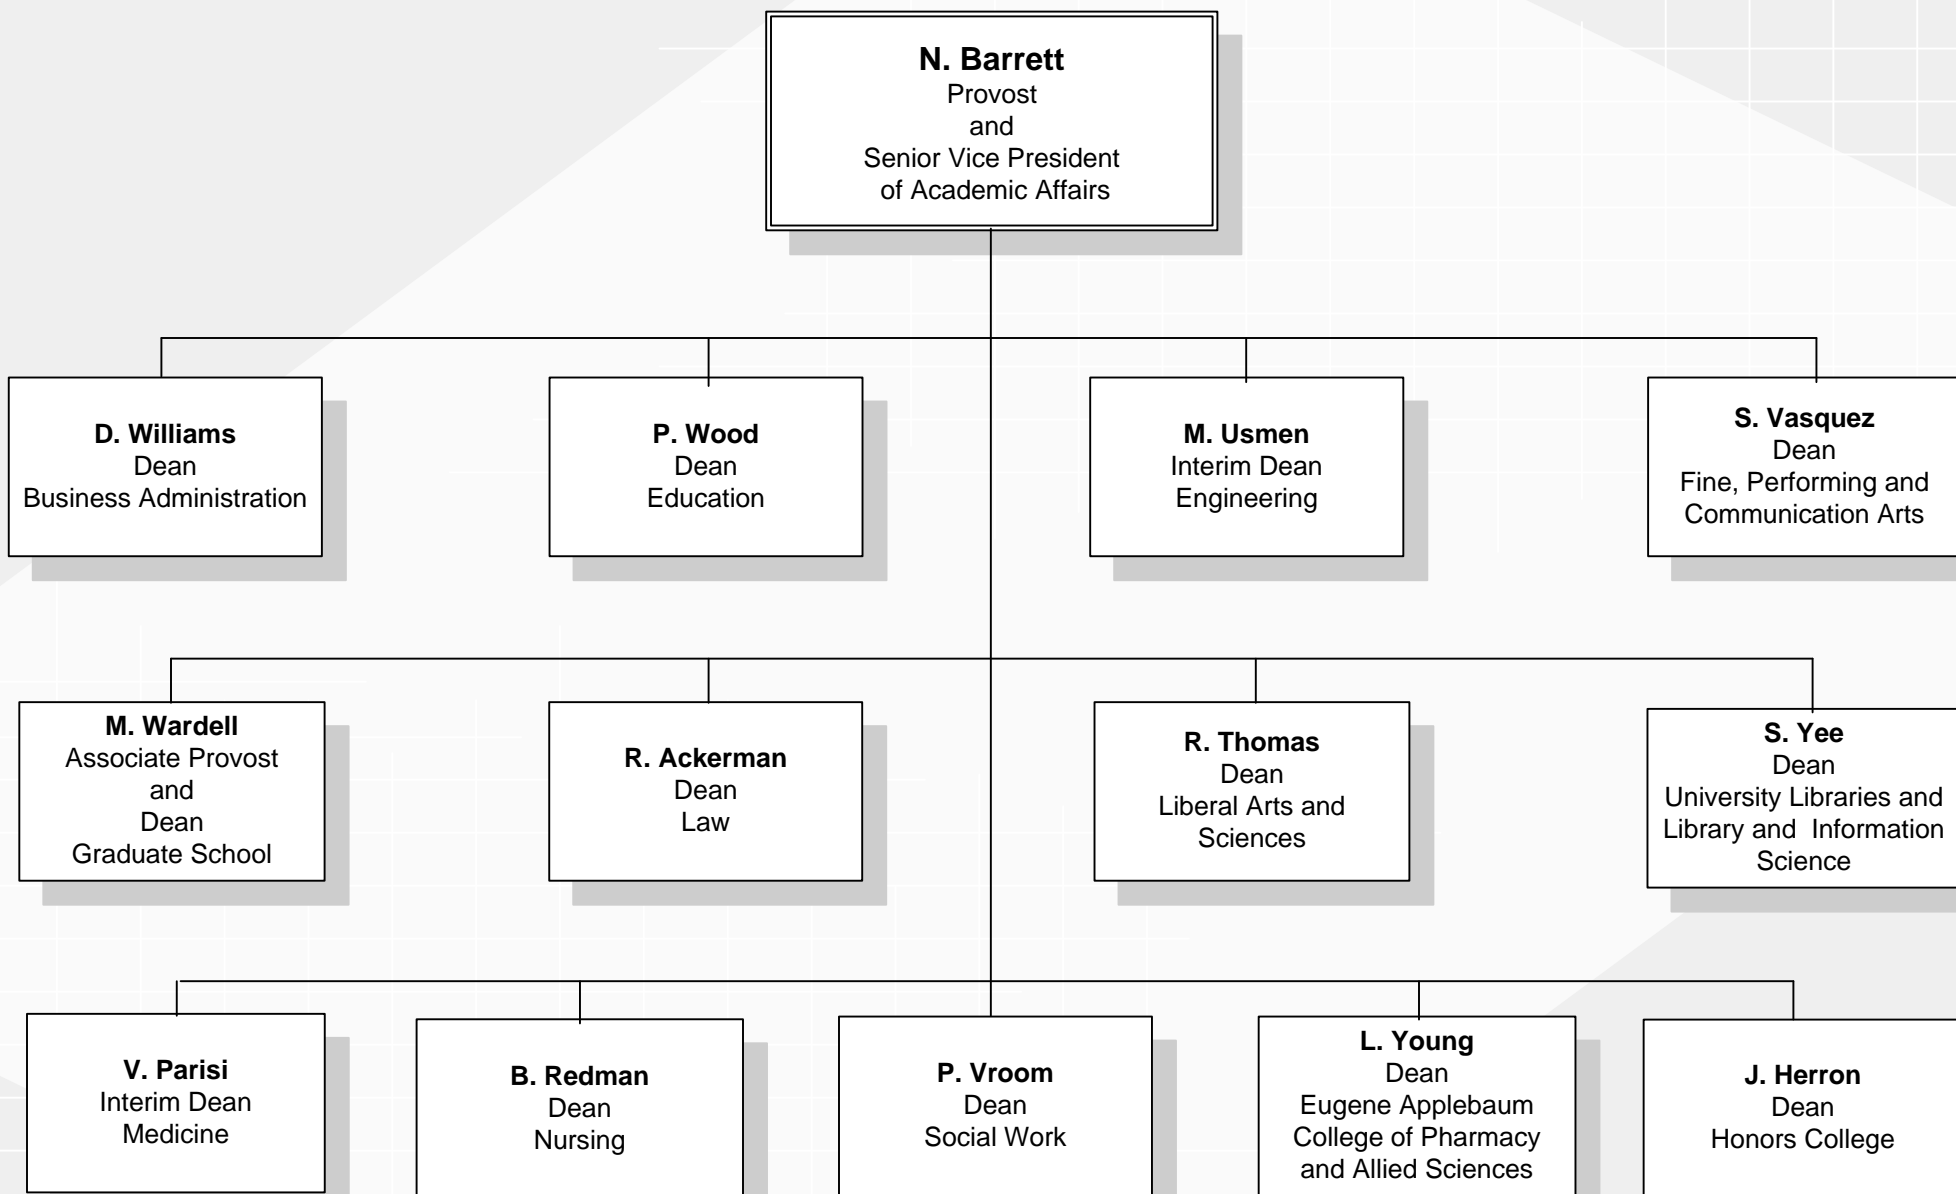 N. Barrett
Provost
and
Senior Vice President
of Academic Affairs
D. Williams
Dean
Business Administration
P. Wood
Dean
Education
M. Usmen
Interim Dean
Engineering
S. Vasquez
Dean
Fine, Performing and
Communication Arts
M. Wardell
Associate Provost
and
Dean
Graduate School
R. Ackerman
Dean
Law
R. Thomas
Dean
Liberal Arts and
Sciences
S. Yee
Dean
University Libraries and
Library and Information
Science
V. Parisi
Interim Dean
Medicine
B. Redman
Dean
Nursing
P. Vroom
Dean
Social Work
L. Young
Dean
Eugene Applebaum
College of Pharmacy
and Allied Sciences
J. Herron
Dean
Honors College